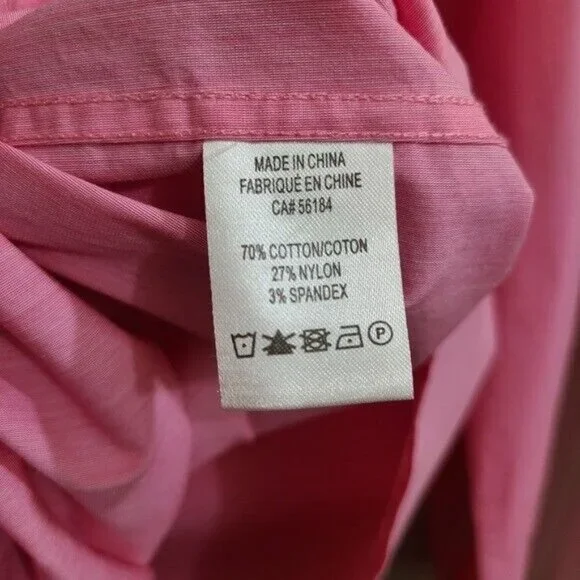 MADE IN CHINA
FABRIQUÉ EN CHINE
CA# 56184
70% COTTON/COTON
27% NYLON
3% SPANDEX
P